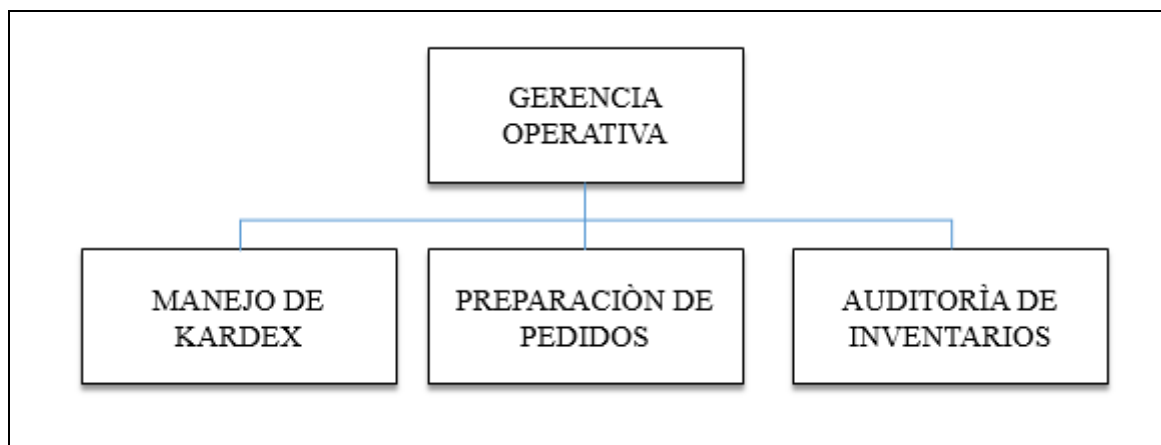 GERENCIA
OPERATIVA
MANEJO DE
KARDEX
PREPARACIÒN DE
PEDIDOS
AUDITORÌA DE
INVENTARIOS